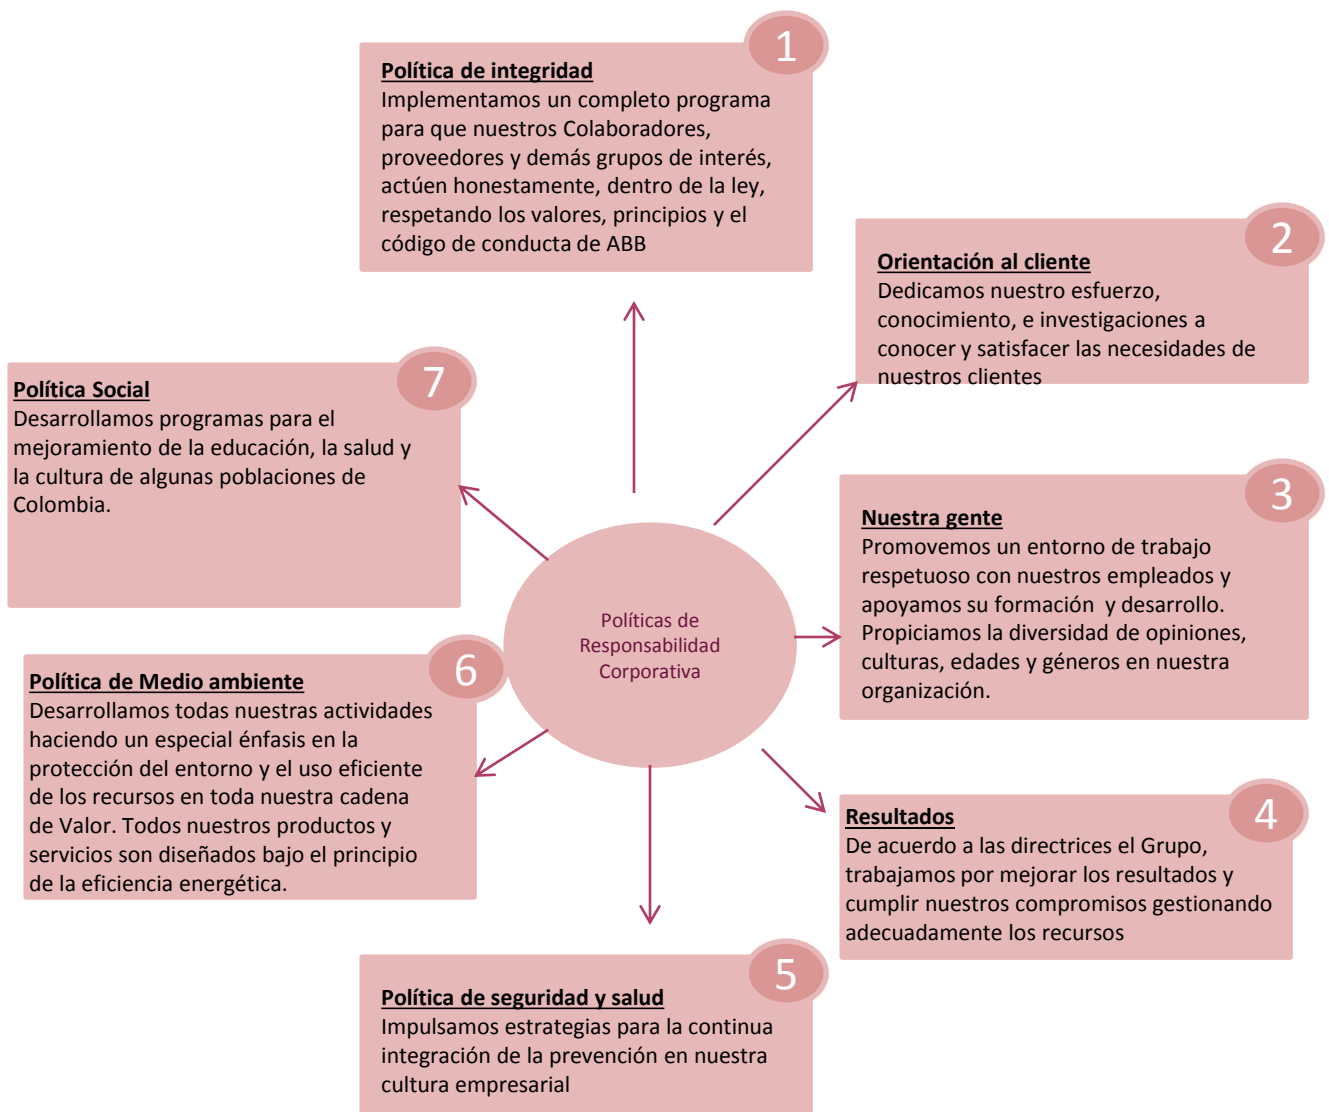 1
Política de integridad
Implementamos un completo programa
para que nuestros Colaboradores,
proveedores y demás grupos de interés,
actúen honestamente, dentro de la ley,
respetando los valores, principios y el
código de conducta de ABB
2
Orientación al cliente
Dedicamos nuestro esfuerzo,
conocimiento, e investigaciones a
conocer y satisfacer las necesidades de
nuestros clientes
3
Nuestra gente
Promovemos un entorno de trabajo
respetuoso con nuestros empleados y
apoyamos su formación y desarrollo.
Propiciamos la diversidad de opiniones,
culturas, edades y géneros en nuestra
organización.
4
Resultados
De acuerdo a las directrices el Grupo,
trabajamos por mejorar los resultados y
cumplir nuestros compromisos gestionando
adecuadamente los recursos
5
Política de seguridad y salud
Impulsamos estrategias para la continua
integración de la prevención en nuestra
cultura empresarial
6
Política de Medio ambiente
Desarrollamos todas nuestras actividades
haciendo un especial énfasis en la
protección del entorno y el uso eficiente
de los recursos en toda nuestra cadena
de Valor. Todos nuestros productos y
servicios son diseñados bajo el principio
de la eficiencia energética.
7
Política Social
Desarrollamos programas para el
mejoramiento de la educación, la salud y
la cultura de algunas poblaciones de
Colombia.
Políticas de
Responsabilidad
Corporativa